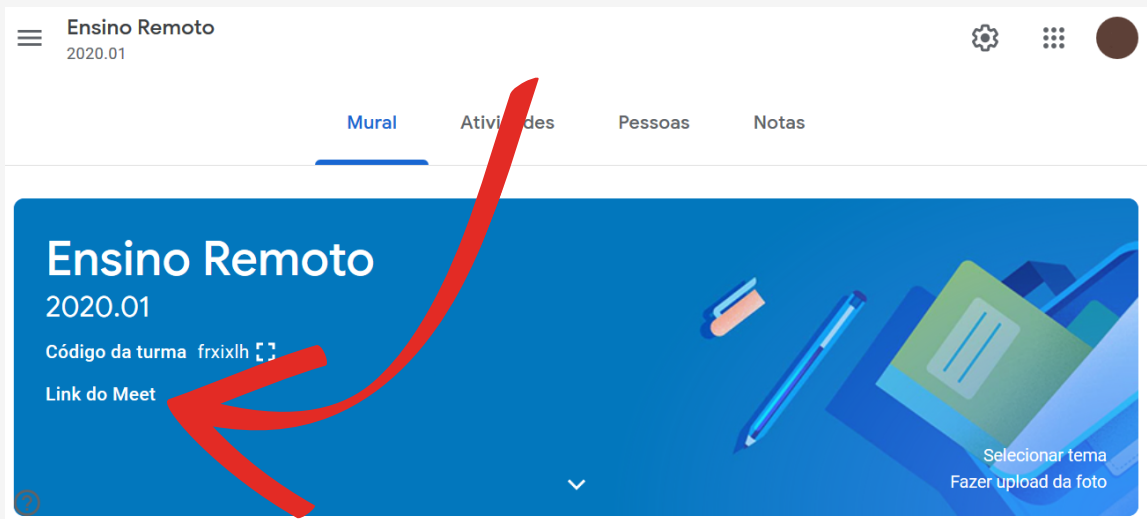 Ensino Remoto
2020.01
Mural Atividades Pessoas Notas
Ensino Remoto
2020.01
Código da turma frxixlh
Link do Meet
Selecionar tema
Fazer upload da foto
?